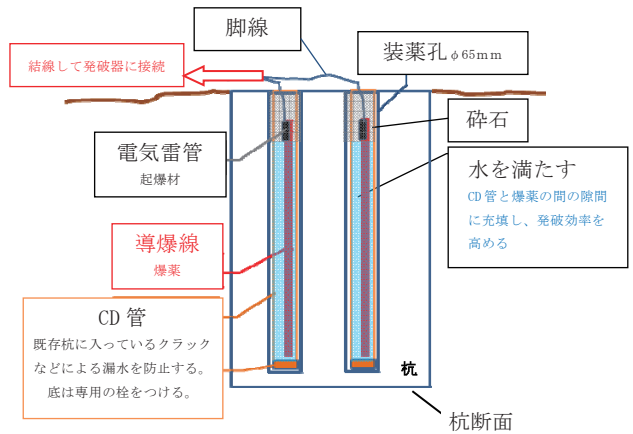 脚線
結線して発破器に接続
装薬孔φ65mm
砕石
電気雷管
起爆材
水を満たす
CD管と爆薬の間の隙間
に充填し、発破効率を
高める
導爆線
爆薬
CD管
既存杭に入っているクラック
などによる漏水を防止する。
底は専用の栓をつける。
杭
杭断面